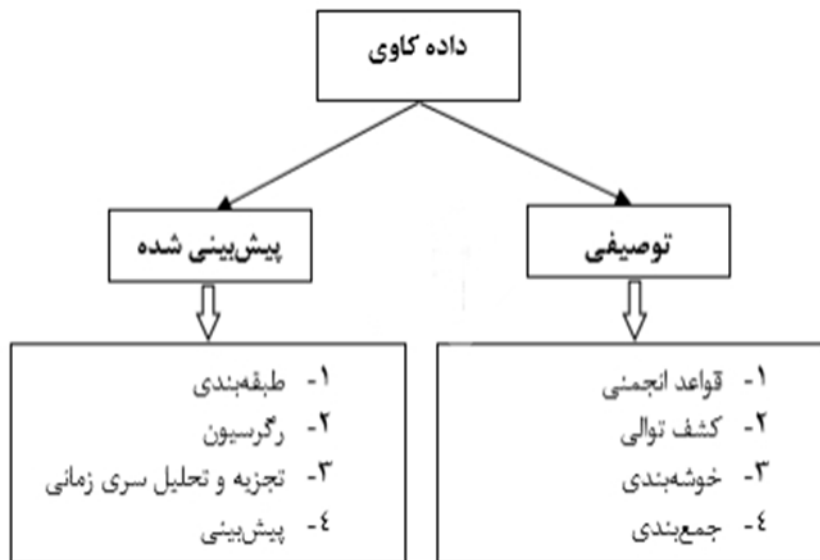 داده کاوی
توصیفی
پیش‌بینی شده
۱- قواعد انجمنی
۲- کشف توالی
۳- خوشه‌بندی
۴- جمع‌بندی
۱- طبقه‌بندی
۲- رگرسیون
۳- تجزیه و تحلیل سری زمانی
۴- پیش‌بینی